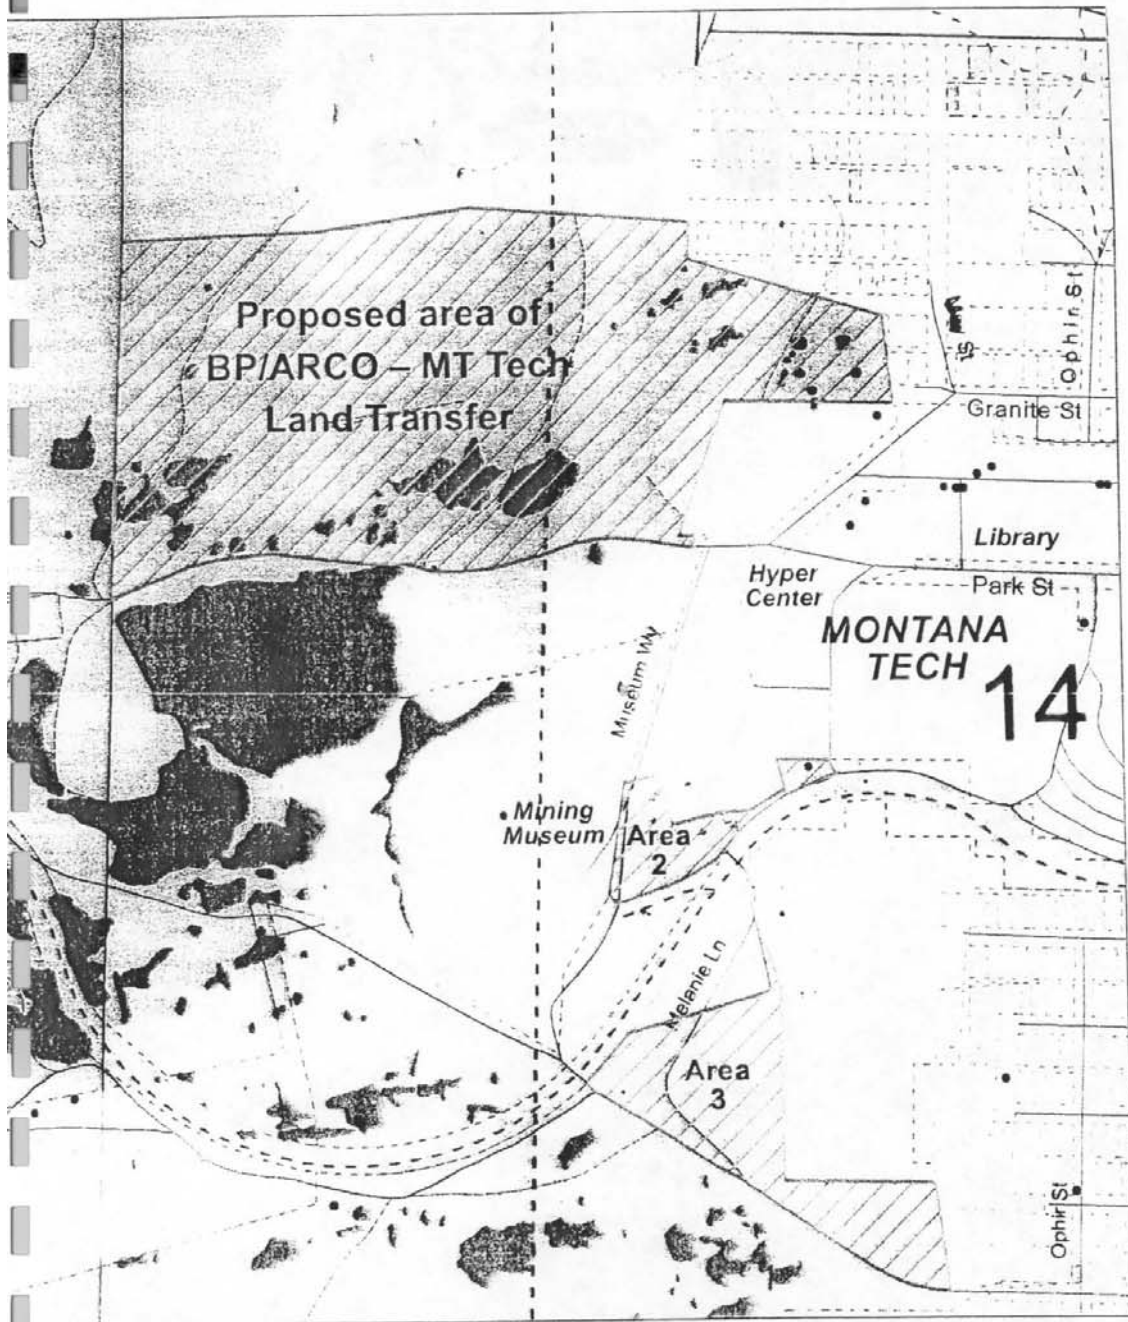 Proposed area of
BP/ARCO – MT Tech
Land Transfer
St
Ophir St
Granite St
Library
Park St
Hyper
Center
MONTANA
TECH
14
Museum Wy
Mining
Museum
Area
2
Melanie Ln
Area
3
Ophir St